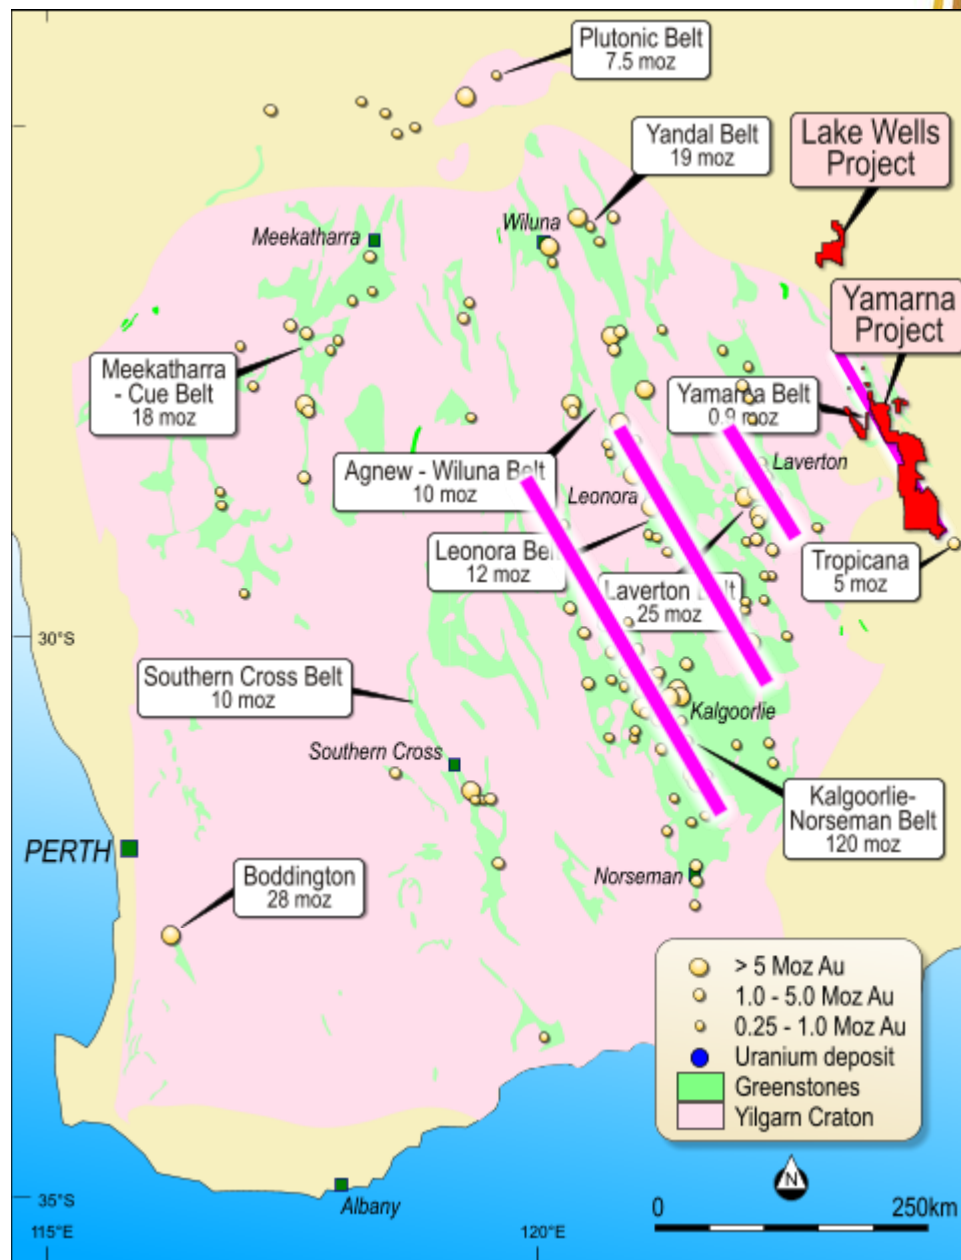 Plutonic Belt
7.5 moz
Yandal Belt
19 moz
Lake Wells
Project
Wiluna
Meekatharra
Yamarna
Project
Meekatharra
- Cue Belt
18 moz
Yamarna Belt
0.9 moz
Agnew - Wiluna Belt
10 moz
Laverton
Leonora
Leonora Belt
12 moz
Laverton Belt
25 moz
Tropicana
5 moz
30°S
Southern Cross Belt
10 moz
Kalgoorlie
Southern Cross
Kalgoorlie-
Norseman Belt
120 moz
PERTH
Boddington
28 moz
Norseman
> 5 Moz Au
1.0 - 5.0 Moz Au
0.25 - 1.0 Moz Au
Uranium deposit
Greenstones
Yilgarn Craton
N
35°S
Albany
0 250km
115°E
120°E